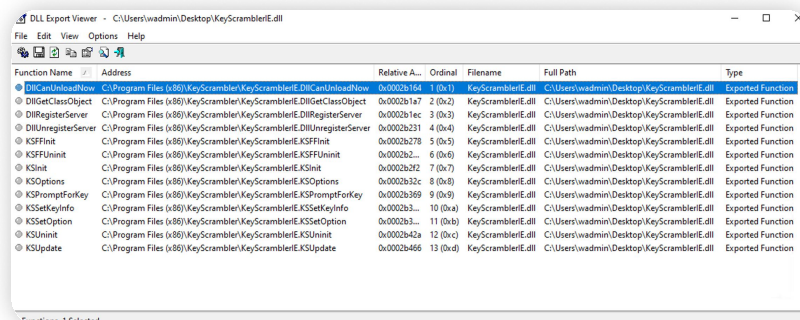 DLL Export Viewer - C:\Users\wadmin\Desktop\KeyScramblerIE.dll
File Edit View Options Help
Function Name / Address Relative A... Ordinal Filename Full Path Type
DllCanUnloadNow C:\Program Files (x86)\KeyScrambler\KeyScramblerIE.DllCanUnloadNow 0x0002b164 1 (0x1) KeyScramblerIE.dll C:\Users\wadmin\Desktop\KeyScramblerIE.dll Exported Function
DllGetClassObject C:\Program Files (x86)\KeyScrambler\KeyScramblerIE.DllGetClassObject 0x0002b1a7 2 (0x2) KeyScramblerIE.dll C:\Users\wadmin\Desktop\KeyScramblerIE.dll Exported Function
DllRegisterServer C:\Program Files (x86)\KeyScrambler\KeyScramblerIE.DllRegisterServer 0x0002b1ec 3 (0x3) KeyScramblerIE.dll C:\Users\wadmin\Desktop\KeyScramblerIE.dll Exported Function
DllUnregisterServer C:\Program Files (x86)\KeyScrambler\KeyScramblerIE.DllUnregisterServer 0x0002b231 4 (0x4) KeyScramblerIE.dll C:\Users\wadmin\Desktop\KeyScramblerIE.dll Exported Function
KSFFInit C:\Program Files (x86)\KeyScrambler\KeyScramblerIE.KSFFInit 0x0002b278 5 (0x5) KeyScramblerIE.dll C:\Users\wadmin\Desktop\KeyScramblerIE.dll Exported Function
KSFFUninit C:\Program Files (x86)\KeyScrambler\KeyScramblerIE.KSFFUninit 0x0002b2... 6 (0x6) KeyScramblerIE.dll C:\Users\wadmin\Desktop\KeyScramblerIE.dll Exported Function
KSInit C:\Program Files (x86)\KeyScrambler\KeyScramblerIE.KSInit 0x0002b2f2 7 (0x7) KeyScramblerIE.dll C:\Users\wadmin\Desktop\KeyScramblerIE.dll Exported Function
KSOptions C:\Program Files (x86)\KeyScrambler\KeyScramblerIE.KSOptions 0x0002b32c 8 (0x8) KeyScramblerIE.dll C:\Users\wadmin\Desktop\KeyScramblerIE.dll Exported Function
KSPromptForKey C:\Program Files (x86)\KeyScrambler\KeyScramblerIE.KSPromptForKey 0x0002b369 9 (0x9) KeyScramblerIE.dll C:\Users\wadmin\Desktop\KeyScramblerIE.dll Exported Function
KSSetKeyInfo C:\Program Files (x86)\KeyScrambler\KeyScramblerIE.KSSetKeyInfo 0x0002b3... 10 (0xa) KeyScramblerIE.dll C:\Users\wadmin\Desktop\KeyScramblerIE.dll Exported Function
KSSetOption C:\Program Files (x86)\KeyScrambler\KeyScramblerIE.KSSetOption 0x0002b3... 11 (0xb) KeyScramblerIE.dll C:\Users\wadmin\Desktop\KeyScramblerIE.dll Exported Function
KSUninit C:\Program Files (x86)\KeyScrambler\KeyScramblerIE.KSUninit 0x0002b42a 12 (0xc) KeyScramblerIE.dll C:\Users\wadmin\Desktop\KeyScramblerIE.dll Exported Function
KSUpdate C:\Program Files (x86)\KeyScrambler\KeyScramblerIE.KSUpdate 0x0002b466 13 (0xd) KeyScramblerIE.dll C:\Users\wadmin\Desktop\KeyScramblerIE.dll Exported Function